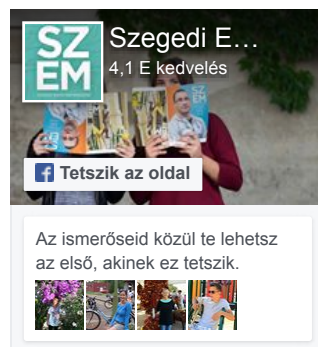 SZ
EM
Szegedi E…
4,1 E kedvelés
Tetszik az oldal
Az ismerőseid közül te lehetsz
az első, akinek ez tetszik.